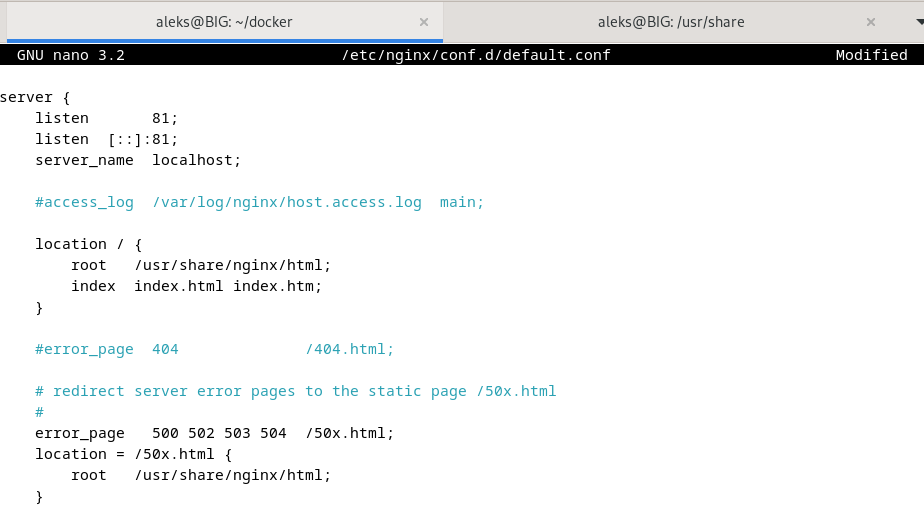 aleks@BIG: ~/docker × aleks@BIG: /usr/share ×
GNU nano 3.2 /etc/nginx/conf.d/default.conf Modified
server {
    listen       81;
    listen  [::]:81;
    server_name  localhost;
    #access_log  /var/log/nginx/host.access.log  main;
    location / {
        root   /usr/share/nginx/html;
        index  index.html index.htm;
    }
    #error_page  404              /404.html;
    # redirect server error pages to the static page /50x.html
    #
    error_page   500 502 503 504  /50x.html;
    location = /50x.html {
        root   /usr/share/nginx/html;
    }